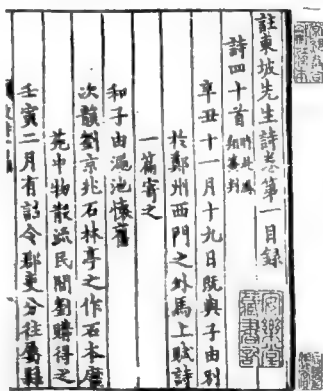 註東坡先生詩卷第一目録
詩四十首
辛丑十一月十九日既與子由别
於鄭州西門之外馬上賦詩
一篇寄之
和子由澠池懷舊
次韻劉京兆石林亭之作石本唐
苑中物散流民間劉購得之
壬寅二月有詔令郡吏分往屬縣